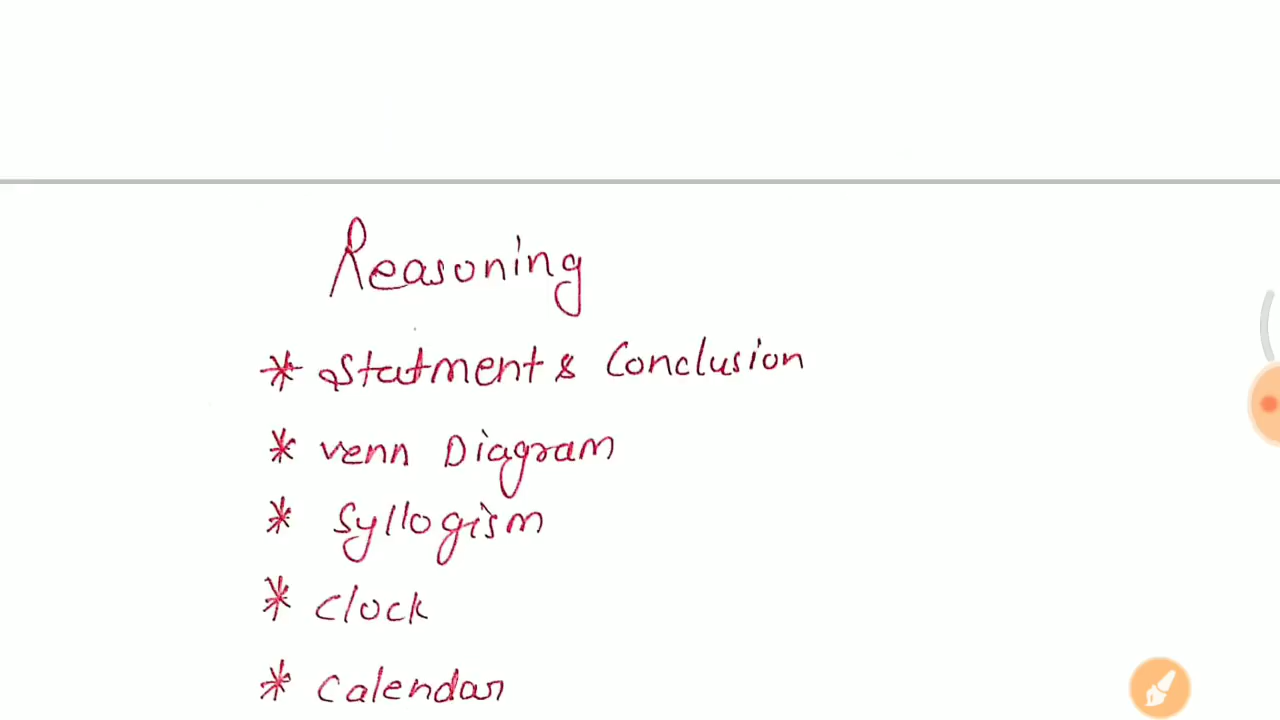 Reasoning
* Statment & Conclusion
* Venn Diagram
* Syllogism
* Clock
* Calendar